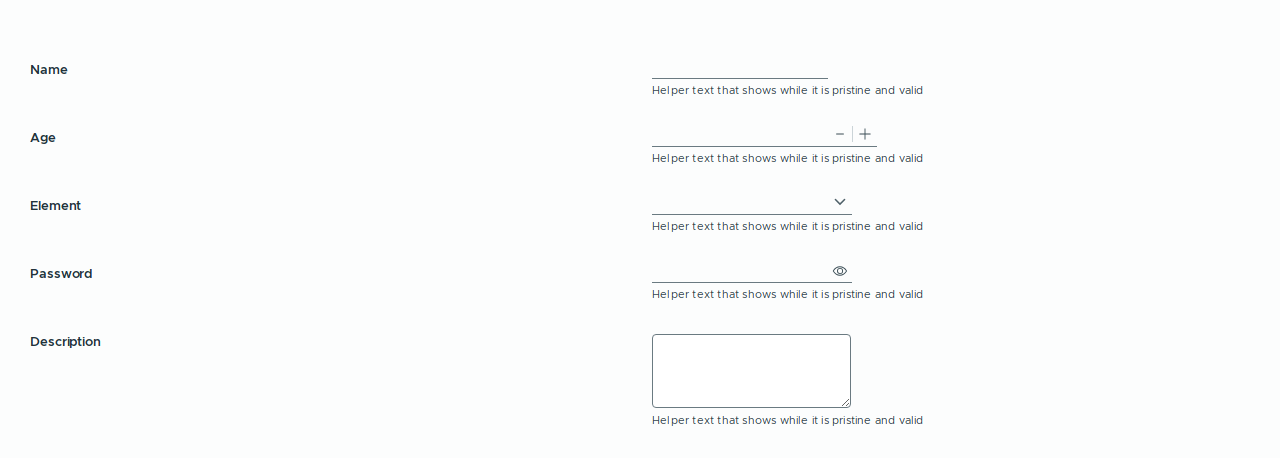 Name
Helper text that shows while it is pristine and valid
Age
Helper text that shows while it is pristine and valid
Element
Helper text that shows while it is pristine and valid
Password
Helper text that shows while it is pristine and valid
Description
Helper text that shows while it is pristine and valid